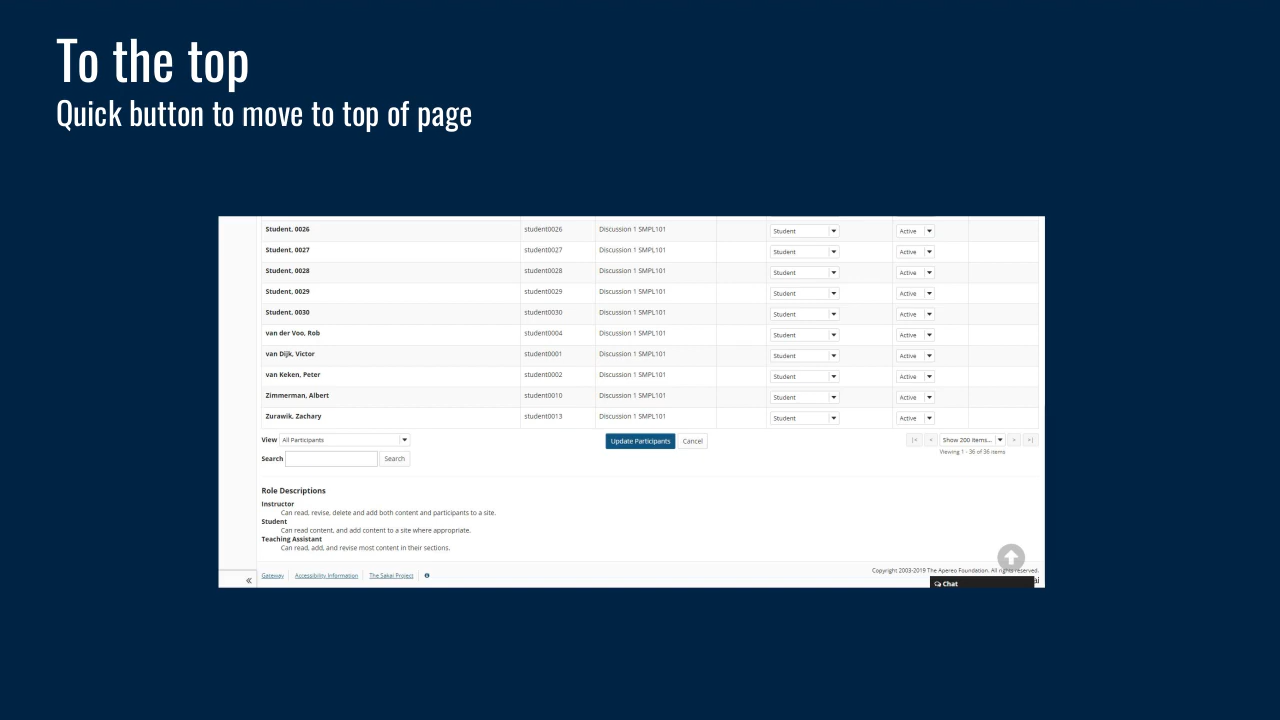 To the top
Quick button to move to top of page
Student, 0026 student0026 Discussion 1 SMPL101 Student Active
Student, 0027 student0027 Discussion 1 SMPL101 Student Active
Student, 0028 student0028 Discussion 1 SMPL101 Student Active
Student, 0029 student0029 Discussion 1 SMPL101 Student Active
Student, 0030 student0030 Discussion 1 SMPL101 Student Active
van der Voo, Rob student0004 Discussion 1 SMPL101 Student Active
van Dijk, Victor student0001 Discussion 1 SMPL101 Student Active
van Keken, Peter student0002 Discussion 1 SMPL101 Student Active
Zimmerman, Albert student0010 Discussion 1 SMPL101 Student Active
Zurawik, Zachary student0013 Discussion 1 SMPL101 Student Active
View All Participants Update Participants Cancel |< < Show 200 items... > >|
Viewing 1 - 36 of 36 items
Search Search
Role Descriptions
Instructor
Can read, revise, delete and add both content and participants to a site.
Student
Can read content, and add content to a site where appropriate.
Teaching Assistant
Can read, add, and revise most content in their sections.
Copyright 2003-2019 The Apereo Foundation. All rights reserved.
« Gateway Accessibility Information The Sakai Project
Chat ai